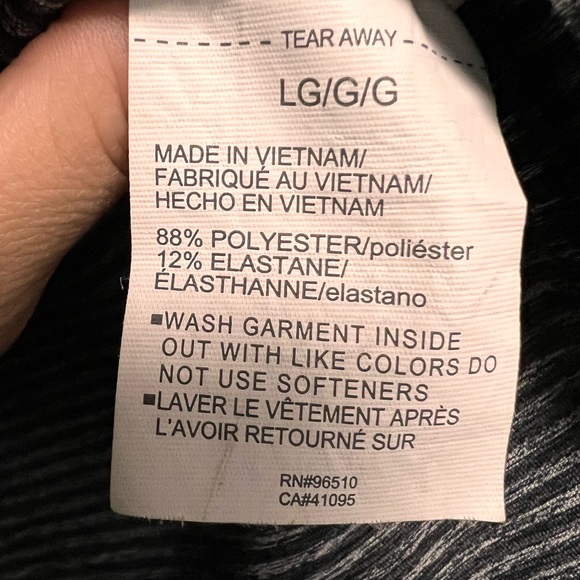 TEAR AWAY
LG/G/G
MADE IN VIETNAM/
FABRIQUÉ AU VIETNAM/
HECHO EN VIETNAM
88% POLYESTER/poliéster
12% ELASTANE/
ÉLASTHANNE/elastano
▪WASH GARMENT INSIDE
OUT WITH LIKE COLORS DO
NOT USE SOFTENERS
▪LAVER LE VÊTEMENT APRÈS
L'AVOIR RETOURNÉ SUR
RN#96510
CA#41095